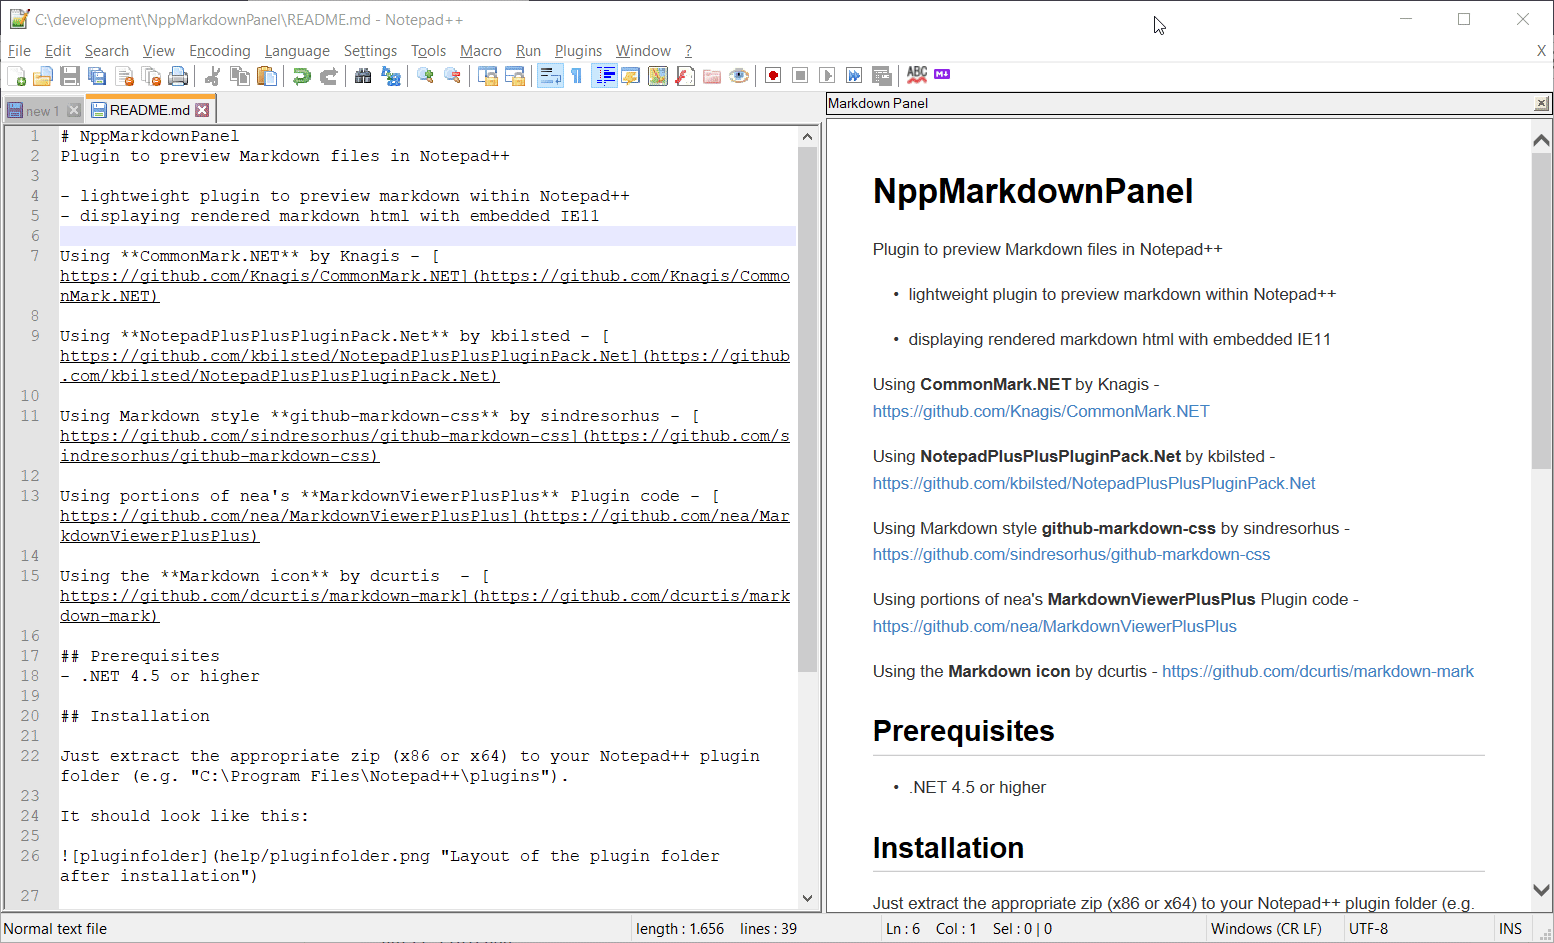 C:\development\NppMarkdownPanel\README.md - Notepad++
File Edit Search View Encoding Language Settings Tools Macro Run Plugins Window ? X
ABC
new 1 README.md
1 # NppMarkdownPanel
2 Plugin to preview Markdown files in Notepad++
3
4 - lightweight plugin to preview markdown within Notepad++
5 - displaying rendered markdown html with embedded IE11
6
7 Using **CommonMark.NET** by Knagis - [
https://github.com/Knagis/CommonMark.NET](https://github.com/Knagis/Commo
nMark.NET)
8
9 Using **NotepadPlusPlusPluginPack.Net** by kbilsted - [
https://github.com/kbilsted/NotepadPlusPlusPluginPack.Net](https://github
.com/kbilsted/NotepadPlusPlusPluginPack.Net)
10
11 Using Markdown style **github-markdown-css** by sindresorhus - [
https://github.com/sindresorhus/github-markdown-css](https://github.com/s
indresorhus/github-markdown-css)
12
13 Using portions of nea's **MarkdownViewerPlusPlus** Plugin code - [
https://github.com/nea/MarkdownViewerPlusPlus](https://github.com/nea/Mar
kdownViewerPlusPlus)
14
15 Using the **Markdown icon** by dcurtis  - [
https://github.com/dcurtis/markdown-mark](https://github.com/dcurtis/mark
down-mark)
16
17 ## Prerequisites
18 - .NET 4.5 or higher
19
20 ## Installation
21
22 Just extract the appropriate zip (x86 or x64) to your Notepad++ plugin
folder (e.g. "C:\Program Files\Notepad++\plugins").
23
24 It should look like this:
25
26 ![pluginfolder](help/pluginfolder.png "Layout of the plugin folder
after installation")
27
Markdown Panel
NppMarkdownPanel
Plugin to preview Markdown files in Notepad++
• lightweight plugin to preview markdown within Notepad++
• displaying rendered markdown html with embedded IE11
Using CommonMark.NET by Knagis -
https://github.com/Knagis/CommonMark.NET
Using NotepadPlusPlusPluginPack.Net by kbilsted -
https://github.com/kbilsted/NotepadPlusPlusPluginPack.Net
Using Markdown style github-markdown-css by sindresorhus -
https://github.com/sindresorhus/github-markdown-css
Using portions of nea's MarkdownViewerPlusPlus Plugin code -
https://github.com/nea/MarkdownViewerPlusPlus
Using the Markdown icon by dcurtis - https://github.com/dcurtis/markdown-mark
Prerequisites
• .NET 4.5 or higher
Installation
Just extract the appropriate zip (x86 or x64) to your Notepad++ plugin folder (e.g.
Normal text file length : 1.656 lines : 39 Ln : 6 Col : 1 Sel : 0 | 0 Windows (CR LF) UTF-8 INS